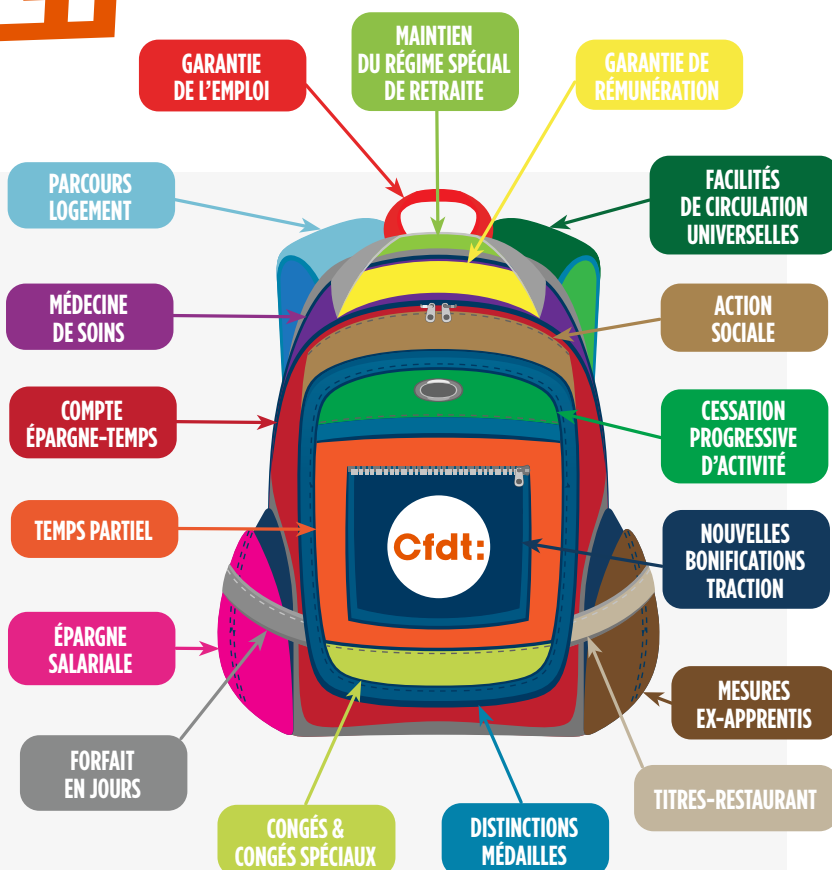 GARANTIE
DE L'EMPLOI
MAINTIEN
DU RÉGIME SPÉCIAL
DE RETRAITE
GARANTIE DE
RÉMUNÉRATION
PARCOURS
LOGEMENT
FACILITÉS
DE CIRCULATION
UNIVERSELLES
MÉDECINE
DE SOINS
ACTION
SOCIALE
COMPTE
ÉPARGNE-TEMPS
CESSATION
PROGRESSIVE
D'ACTIVITÉ
TEMPS PARTIEL
Cfdt:
NOUVELLES
BONIFICATIONS
TRACTION
ÉPARGNE
SALARIALE
MESURES
EX-APPRENTIS
FORFAIT
EN JOURS
TITRES-RESTAURANT
CONGÉS &
CONGÉS SPÉCIAUX
DISTINCTIONS
MÉDAILLES